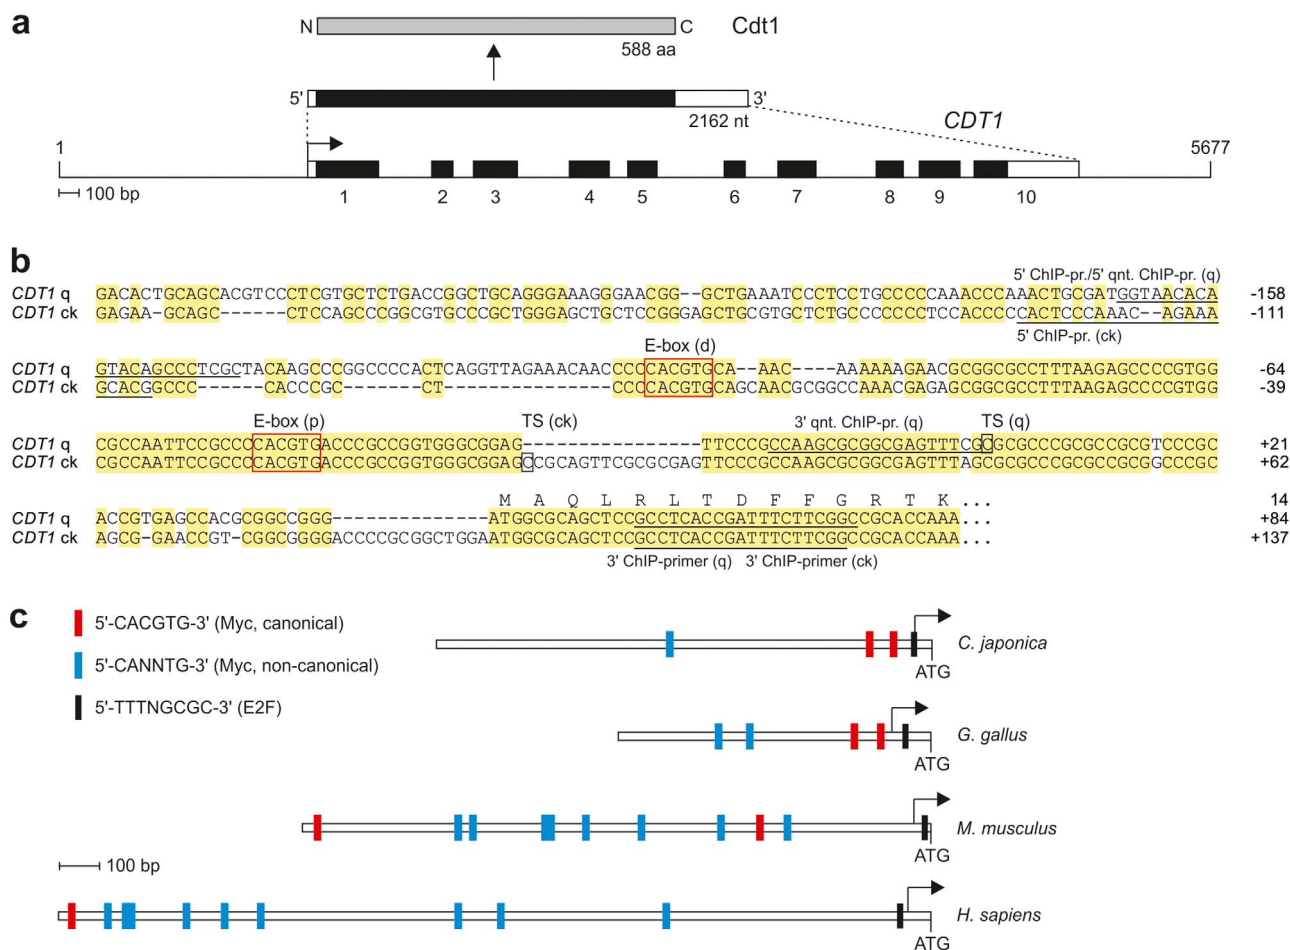 a
N C Cdt1
588 aa
5' 3'
2162 nt
CDT1
1 5677
100 bp
1 2 3 4 5 6 7 8 9 10
b
5' ChIP-pr./5' qnt. ChIP-pr. (q)
CDT1 q GACACTGCAGCACGTCCCTCGTGCTCTGACCGGCTGCAGGGAAAGGGAACGG--GCTGAAATCCCTCCTGCCCCCAAACCCAAACTGCGATGGTAACACA -158
CDT1 ck GAGAA-GCAGC------CTCCAGCCCGGCGTGCCCGCTGGGAGCTGCTCCGGGAGCTGCGTGCTCTGCCCCCCCTCCACCCCCACTCCCAAAC--AGAAA -111
5' ChIP-pr. (ck)
E-box (d)
CDT1 q GTACAGCCCTCGCTACAAGCCCGGCCCCACTCAGGTTAGAAACAACCCCCACGTGCA--AAC----AAAAAAGAACGCGGCGCCTTTAAGAGCCCCGTGG -64
CDT1 ck GCACGGCCC------CACCCGC-----CT---------------CCCCACGTGCAGCAACGCGGCCAAACGAGAGCGGCGCCTTTAAGAGCCCCGTGG -39
E-box (p) TS (ck) 3' qnt. ChIP-pr. (q) TS (q)
CDT1 q CGCCAATTCCGCCCCACGTGACCCGCCGGTGGGCGGAG----------------TTCCCGCCAAGCGCGGCGAGTTTCGCGCGCCCGCGCCGCGTCCCGC +21
CDT1 ck CGCCAATTCCGCCCCACGTGACCCGCCGGTGGGCGGAGCCGCAGTTCGCGCGAGTTCCCGCCAAGCGCGGCGAGTTTAGCGCGCCCGCGCCGCGGCCCGC +62
M A Q L R L T D F F G R T K ... 14
CDT1 q ACCGTGAGCCACGCGGCCGGG--------------ATGGCGCAGCTCCGCCTCACCGATTTCTTCGGCCGCACCAAA... +84
CDT1 ck AGCG-GAACCGT-CGGCGGGGACCCCGCGGCTGGAATGGCGCAGCTCCGCCTCACCGATTTCTTCGGCCGCACCAAA... +137
3' ChIP-primer (q) 3' ChIP-primer (ck)
c
5'-CACGTG-3' (Myc, canonical)
5'-CANNTG-3' (Myc, non-canonical)
5'-TTTNGCGC-3' (E2F)
C. japonica
ATG
G. gallus
ATG
M. musculus
ATG
100 bp
H. sapiens
ATG